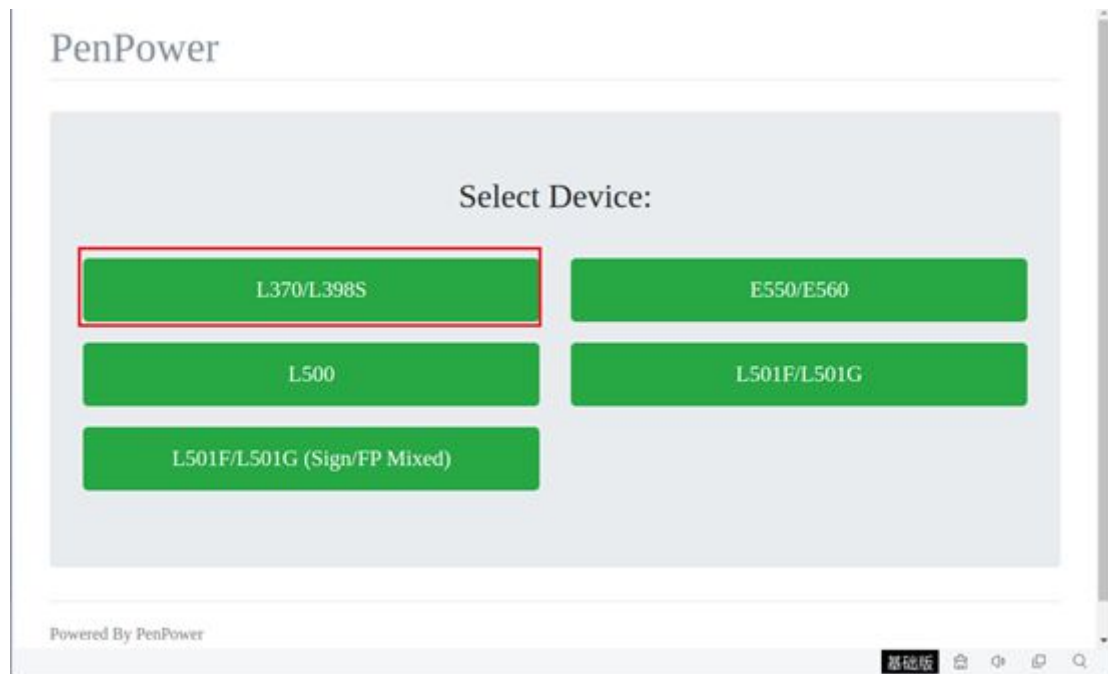 PenPower
Select Device:
L370/L398S
E550/E560
L500
L501F/L501G
L501F/L501G (Sign/FP Mixed)
Powered By PenPower
基础版